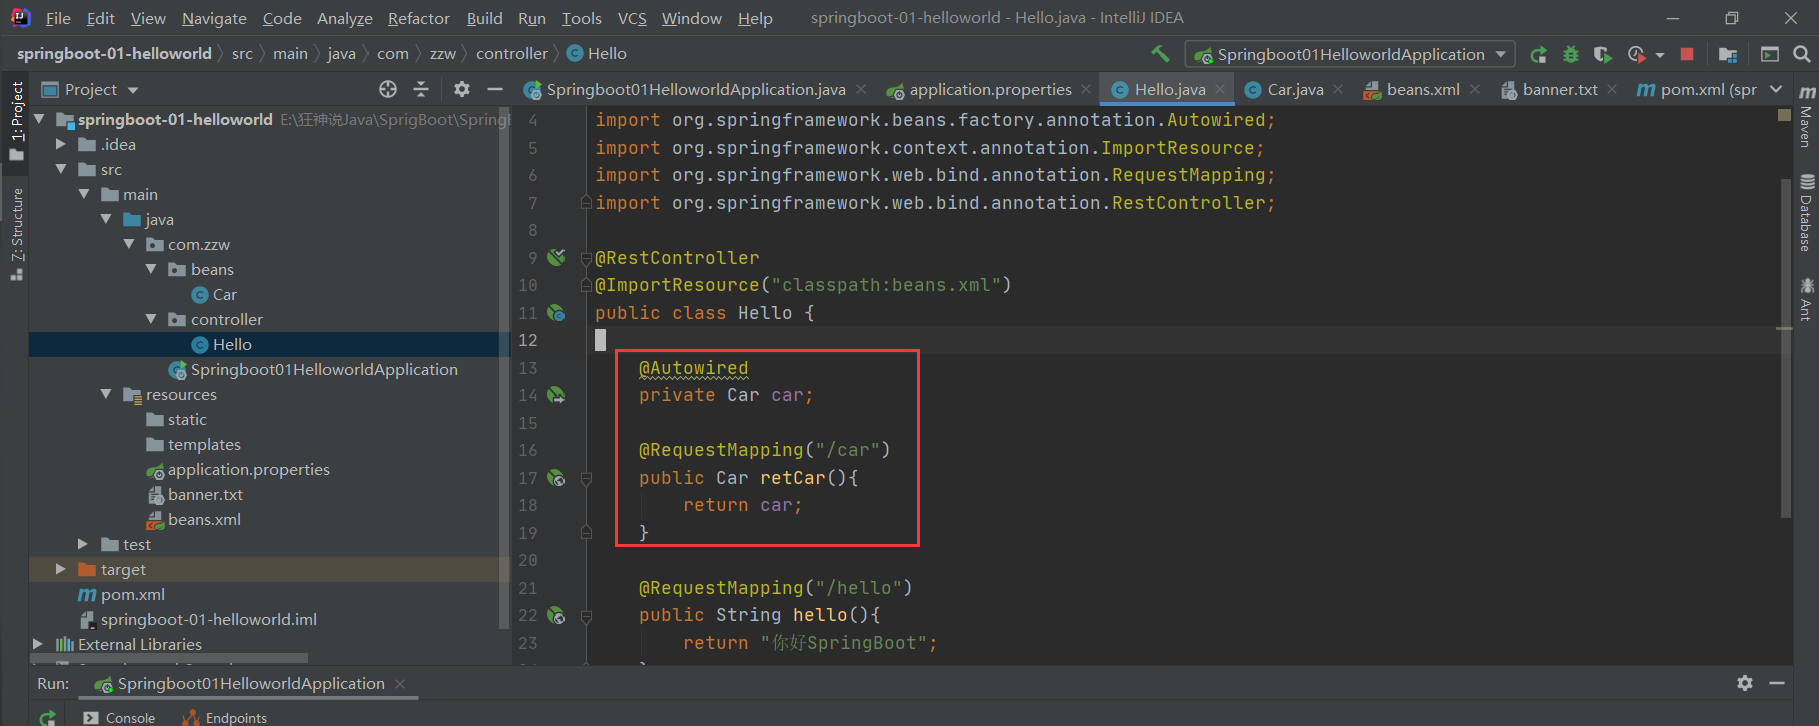 File Edit View Navigate Code Analyze Refactor Build Run Tools VCS Window Help springboot-01-helloworld - Hello.java - IntelliJ IDEA
springboot-01-helloworld src main java com zzw controller Hello
Springboot01HelloworldApplication
1: Project
Z: Structure
Project
Springboot01HelloworldApplication.java application.properties Hello.java Car.java beans.xml banner.txt pom.xml (spr
springboot-01-helloworld E:\狂神说Java\SprigBoot\Spring
.idea
src
main
java
com.zzw
beans
Car
controller
Hello
Springboot01HelloworldApplication
resources
static
templates
application.properties
banner.txt
beans.xml
test
target
pom.xml
springboot-01-helloworld.iml
External Libraries
4 import org.springframework.beans.factory.annotation.Autowired;
5 import org.springframework.context.annotation.ImportResource;
6 import org.springframework.web.bind.annotation.RequestMapping;
7 import org.springframework.web.bind.annotation.RestController;
8
9 @RestController
10 @ImportResource("classpath:beans.xml")
11 public class Hello {
12
13 @Autowired
14 private Car car;
15
16 @RequestMapping("/car")
17 public Car retCar(){
18 return car;
19 }
20
21 @RequestMapping("/hello")
22 public String hello(){
23 return "你好SpringBoot";
Maven
Database
Ant
Run: Springboot01HelloworldApplication
Console Endpoints